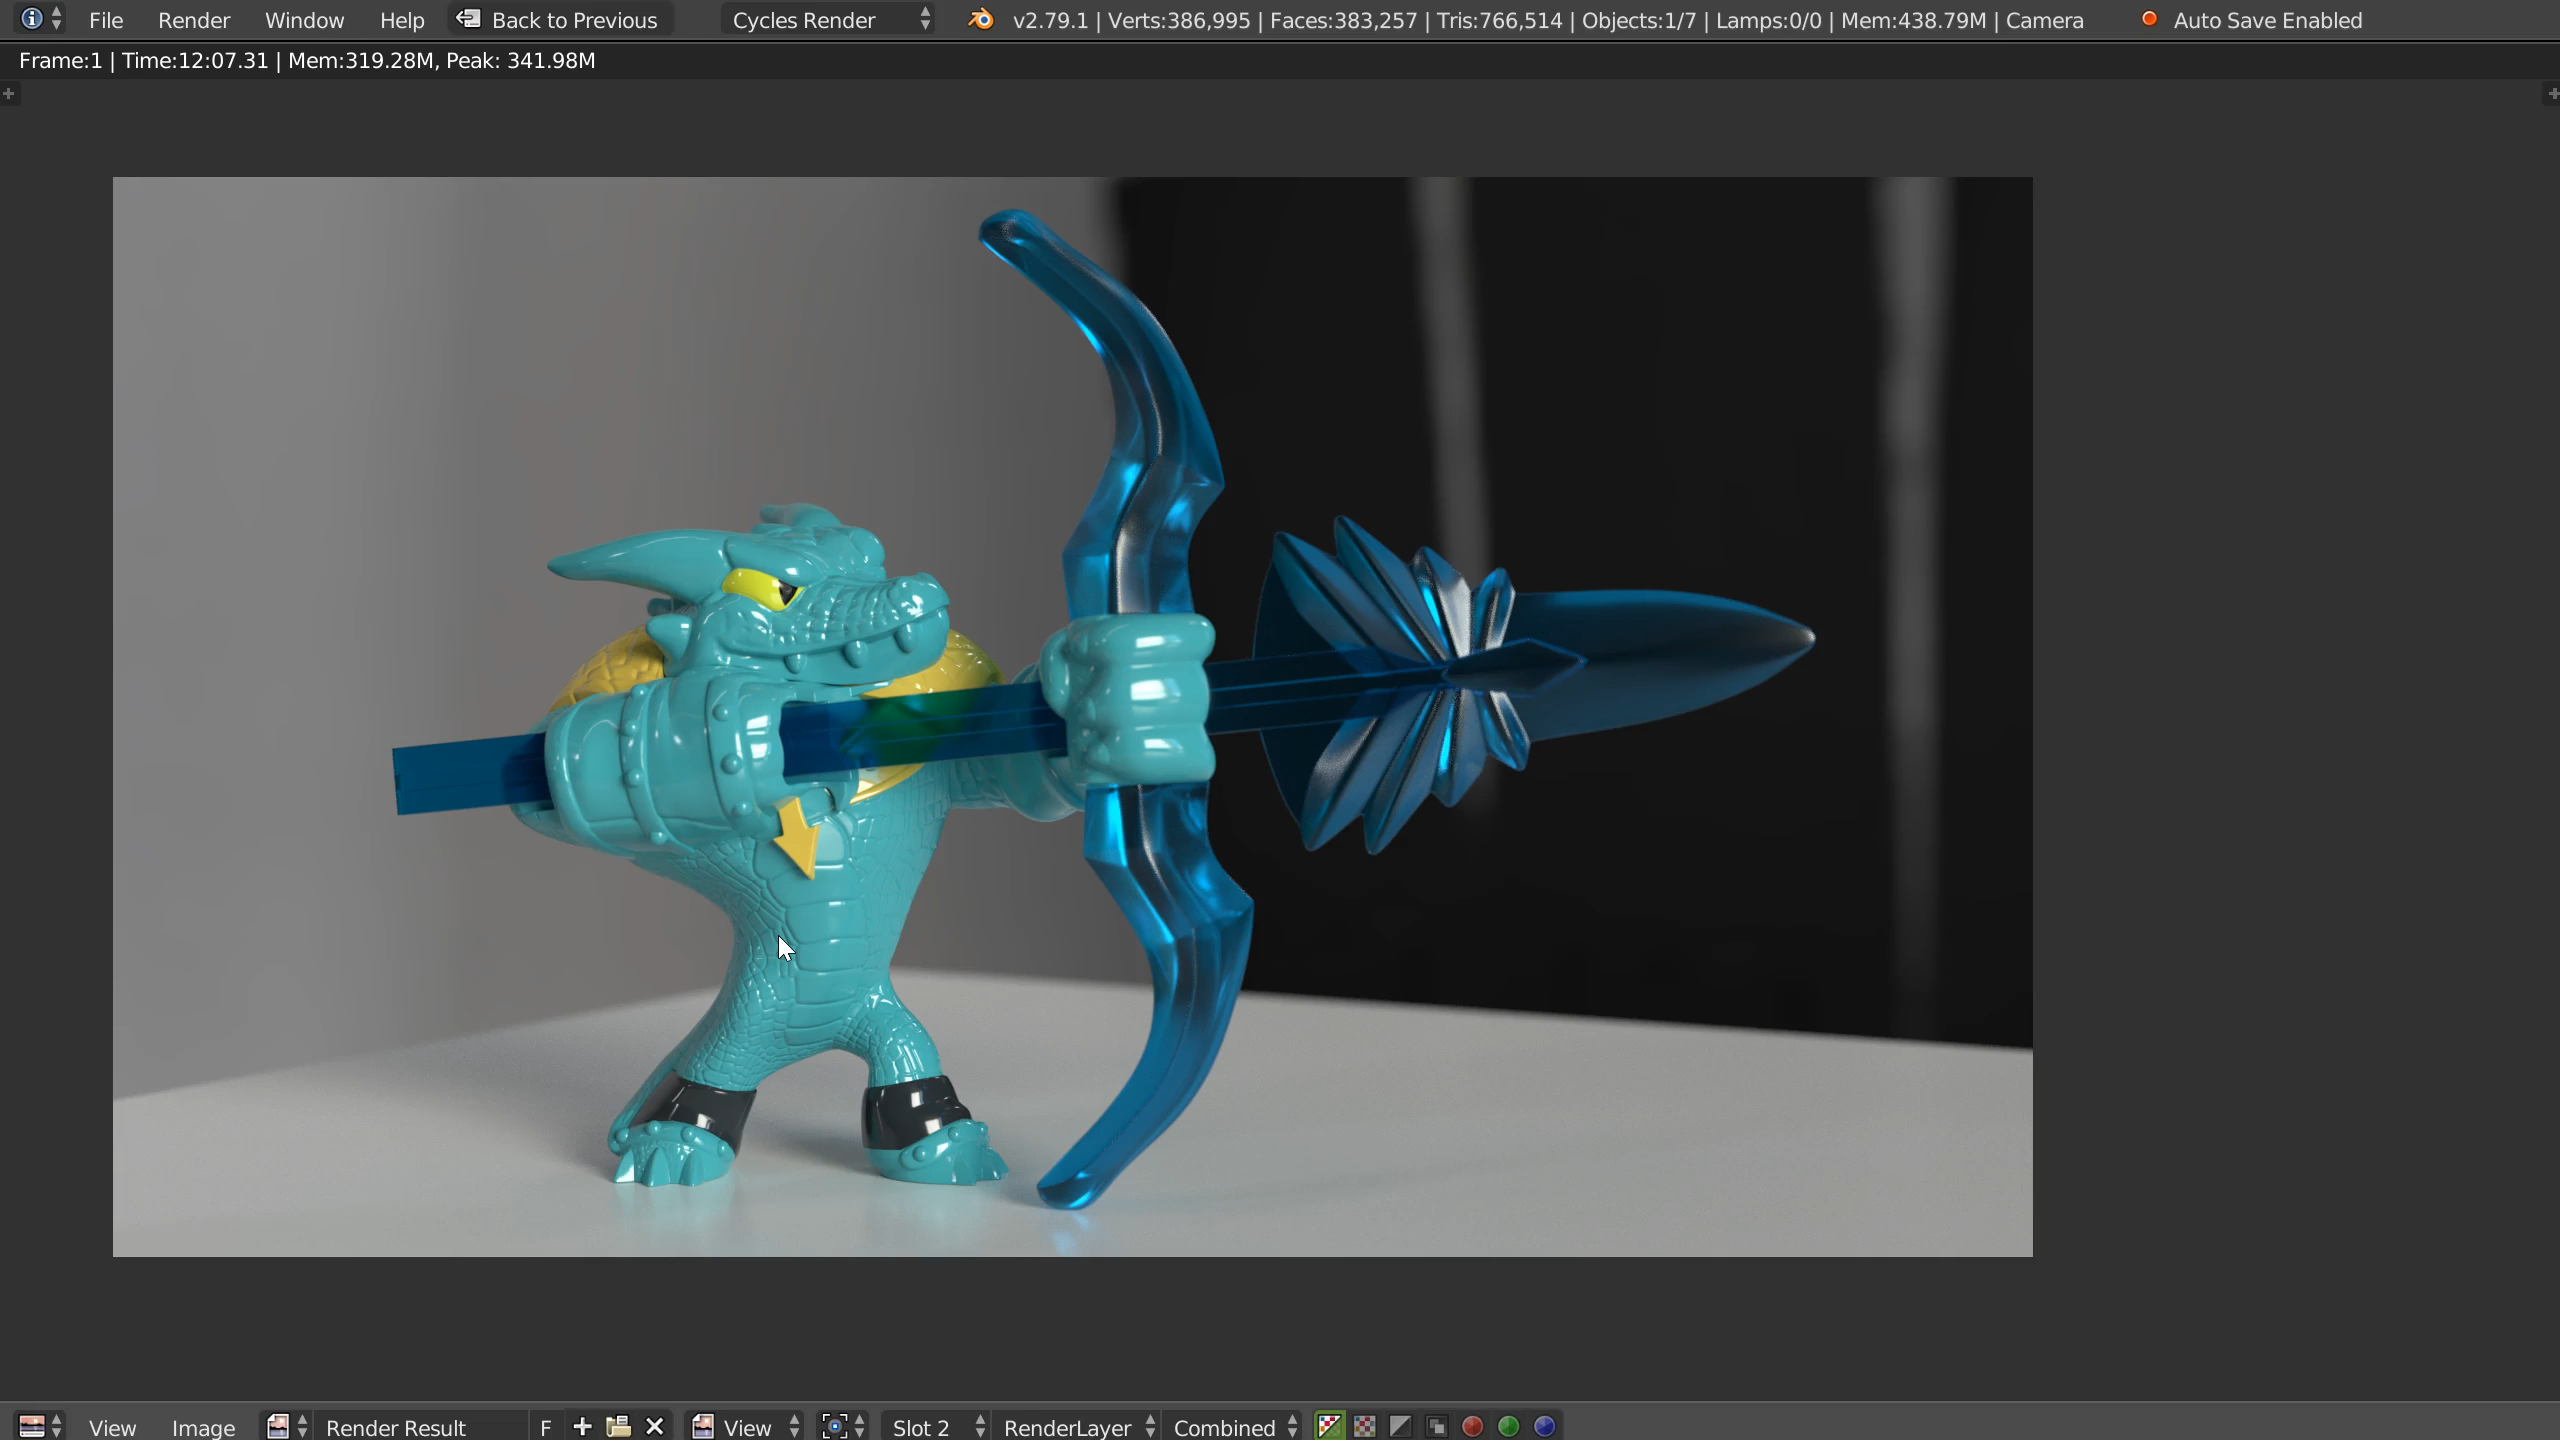 File Render Window Help Back to Previous Cycles Render v2.79.1 | Verts:386,995 | Faces:383,257 | Tris:766,514 | Objects:1/7 | Lamps:0/0 | Mem:438.79M | Camera Auto Save Enabled
Frame:1 | Time:12:07.31 | Mem:319.28M, Peak: 341.98M
View Image Render Result F View Slot 2 RenderLayer Combined